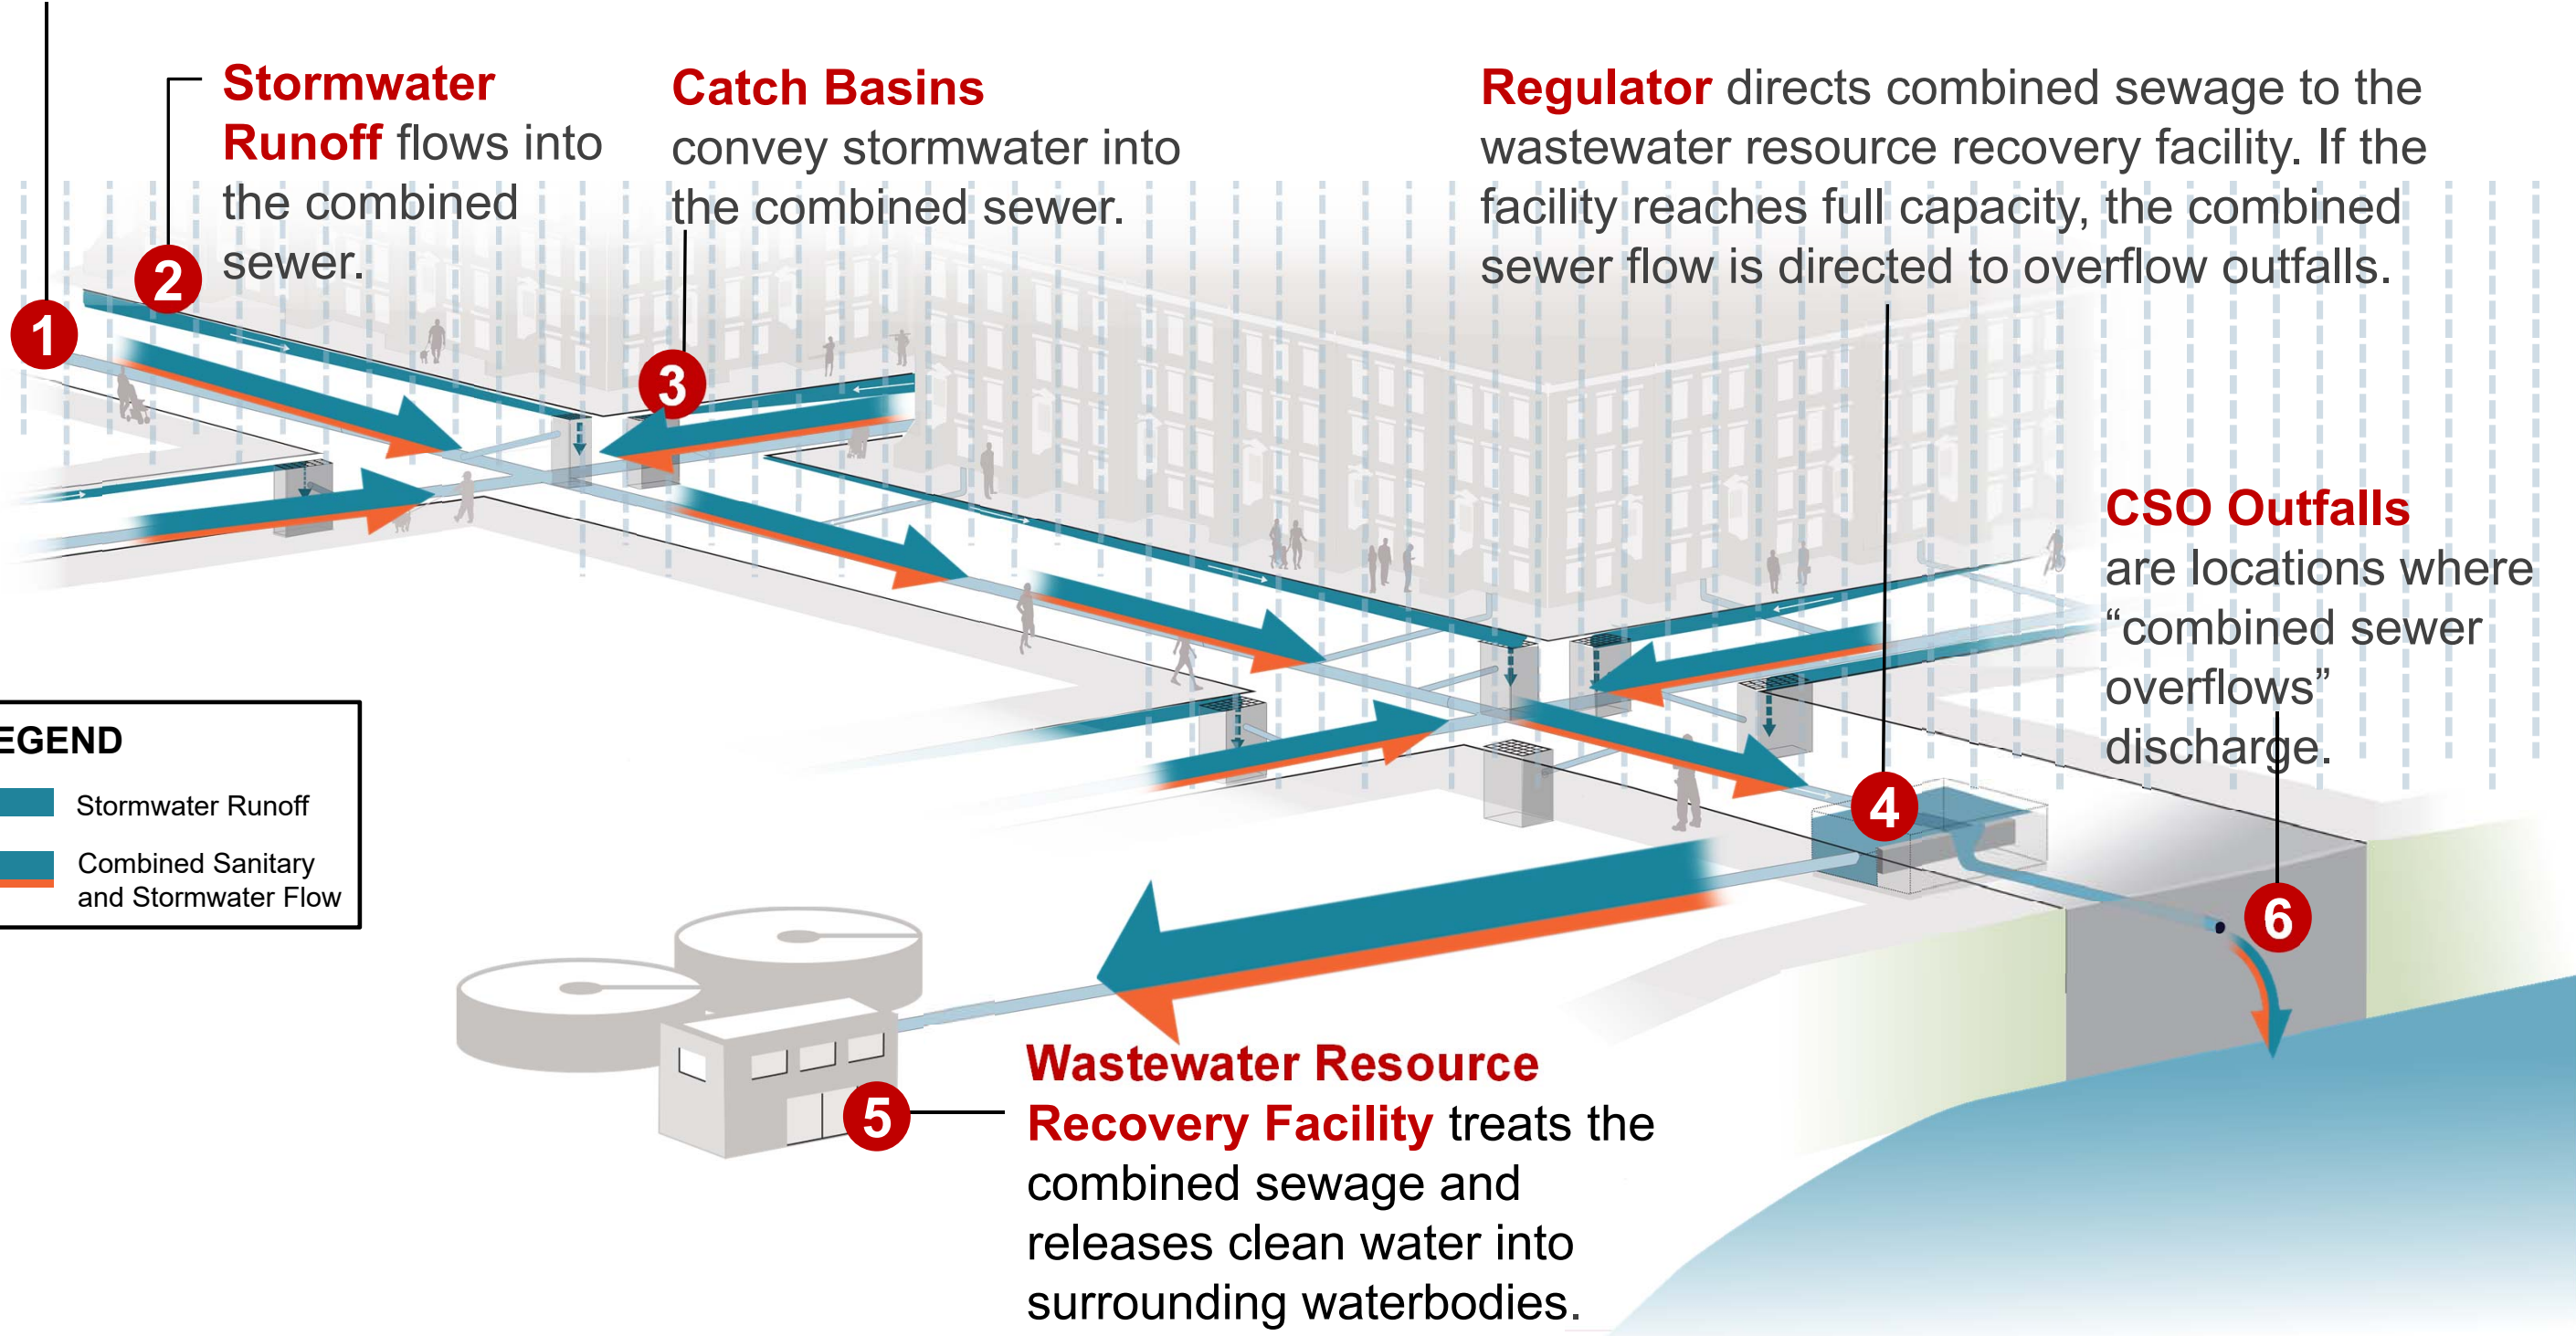 Stormwater
Runoff flows into
the combined
sewer.
Catch Basins
convey stormwater into
the combined sewer.
Regulator directs combined sewage to the
wastewater resource recovery facility. If the
facility reaches full capacity, the combined
sewer flow is directed to overflow outfalls.
2
1
3
CSO Outfalls
are locations where
“combined sewer
overflows”
discharge.
EGEND
Stormwater Runoff
Combined Sanitary
and Stormwater Flow
4
6
5
Wastewater Resource
Recovery Facility treats the
combined sewage and
releases clean water into
surrounding waterbodies.